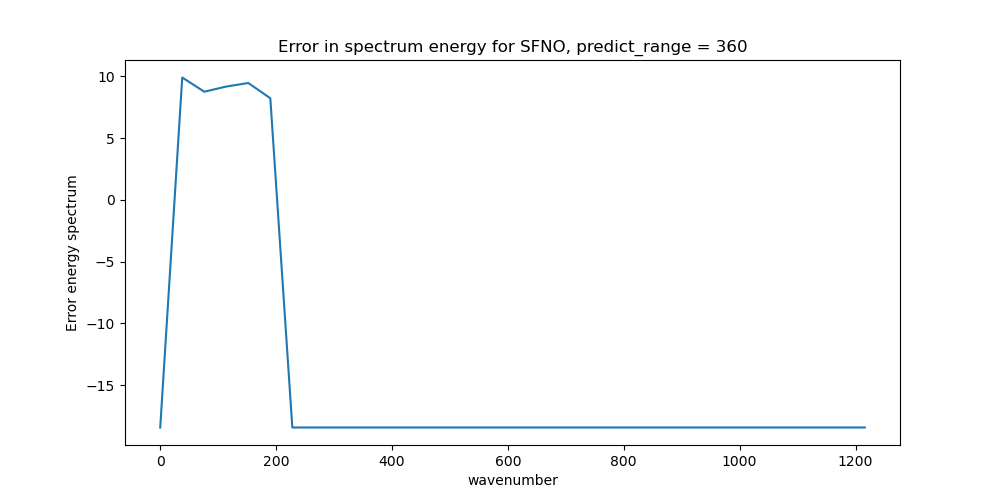 Error in spectrum energy for SFNO, predict_range = 360
10
5
0
−5
−10
−15
Error energy spectrum
0 200 400 600 800 1000 1200
wavenumber